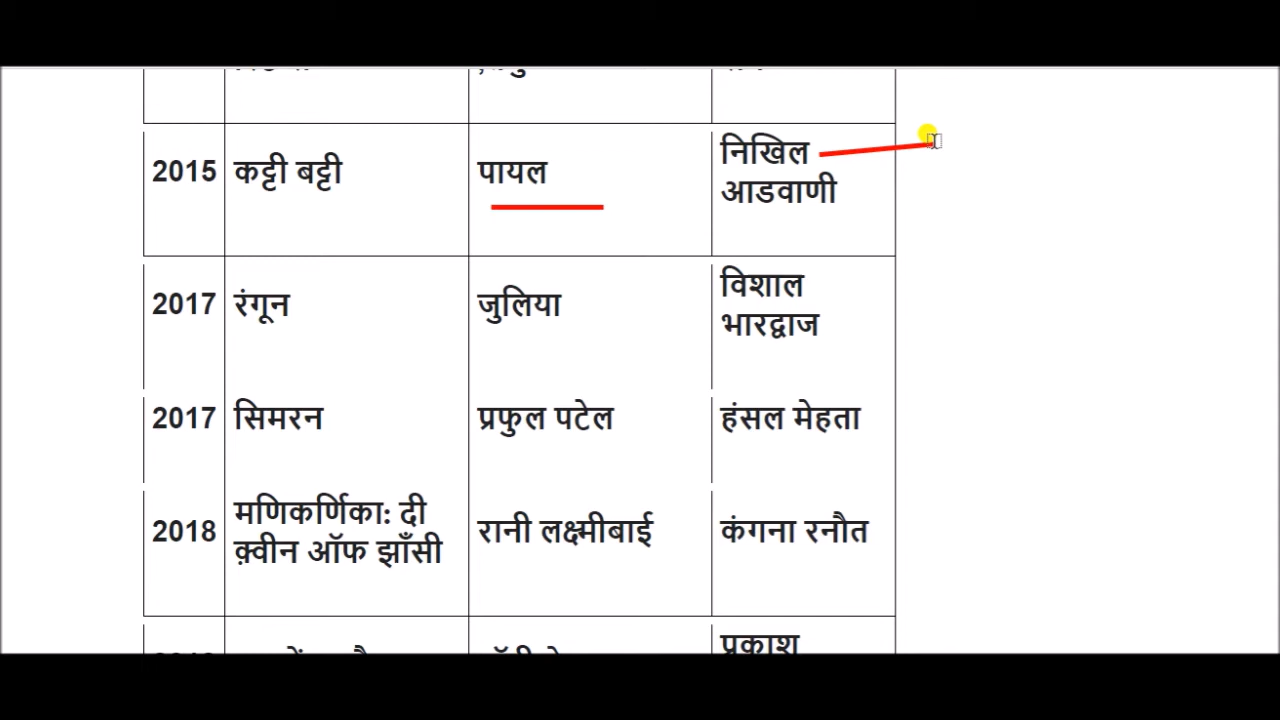 2015 कट्टी बट्टी पायल निखिल
आडवाणी
2017 रंगून जुलिया विशाल
भारद्वाज
2017 सिमरन प्रफुल पटेल हंसल मेहता
2018 मणिकर्णिका: दी
क़्वीन ऑफ झाँसी रानी लक्ष्मीबाई कंगना रनौत
प्रकाश